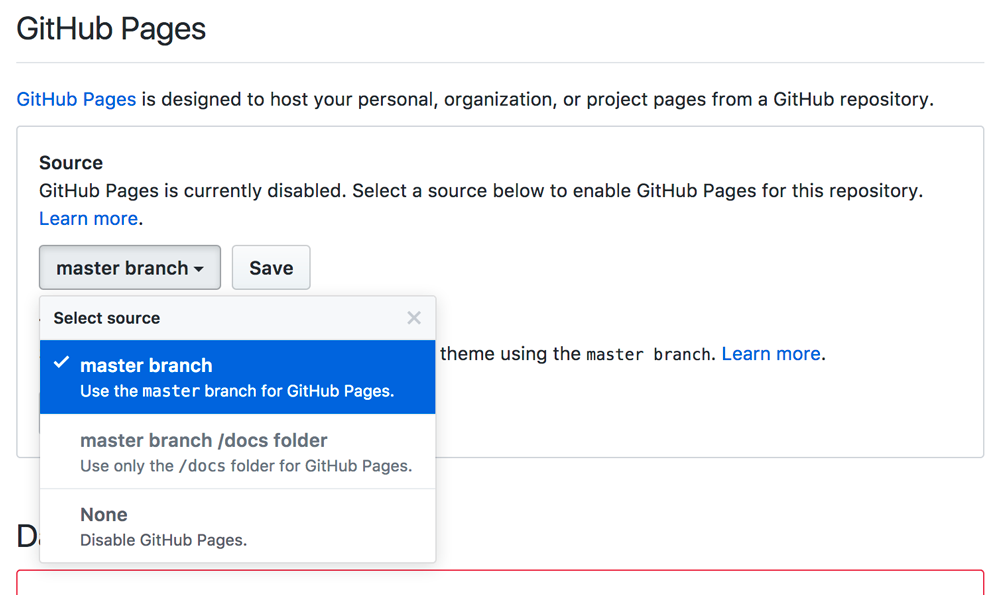 GitHub Pages
GitHub Pages is designed to host your personal, organization, or project pages from a GitHub repository.
Source
GitHub Pages is currently disabled. Select a source below to enable GitHub Pages for this repository.
Learn more.
master branch
Save
Select source
theme using the master branch. Learn more.
master branch
Use the master branch for GitHub Pages.
master branch /docs folder
Use only the /docs folder for GitHub Pages.
None
Disable GitHub Pages.